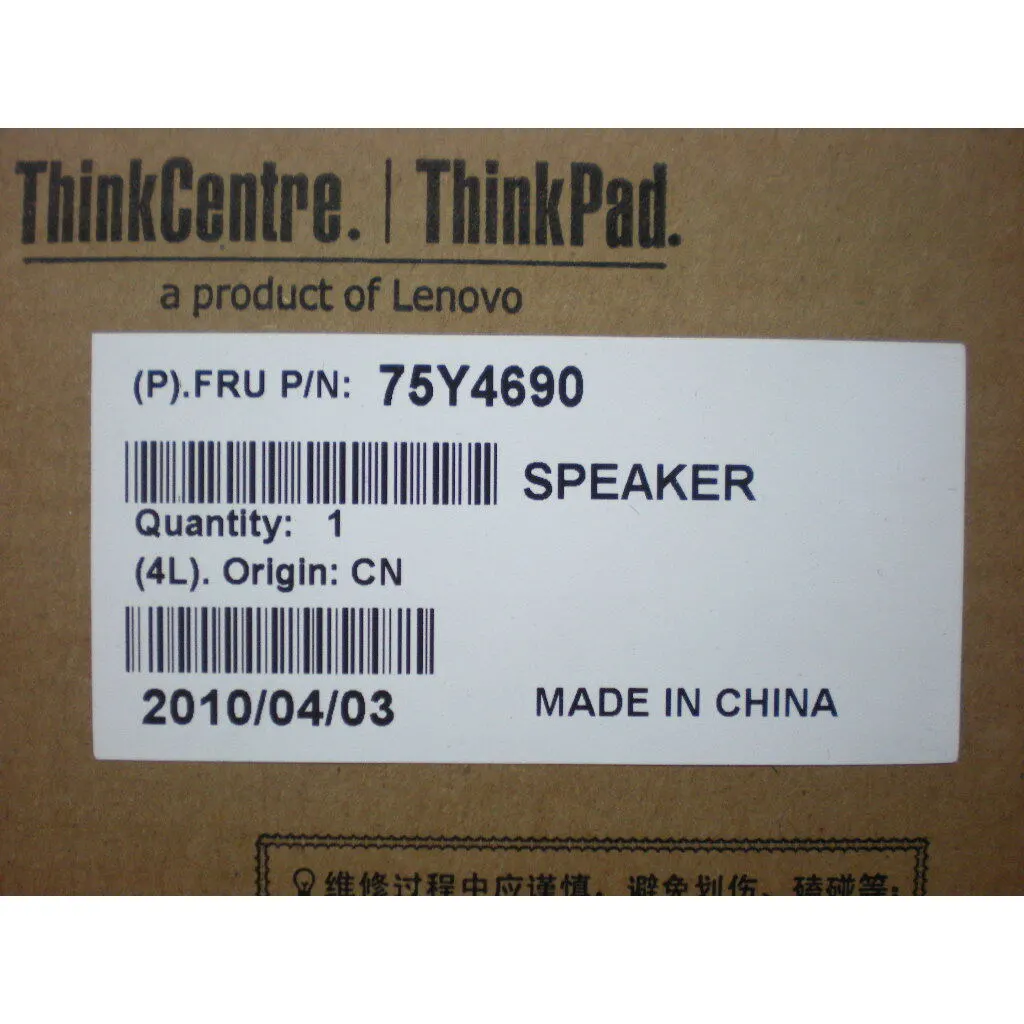 ThinkCentre. | ThinkPad.
a product of Lenovo
(P).FRU P/N: 75Y4690
SPEAKER
Quantity: 1
(4L). Origin: CN
2010/04/03 MADE IN CHINA
维修过程中应谨慎，避免划伤、磕碰等；